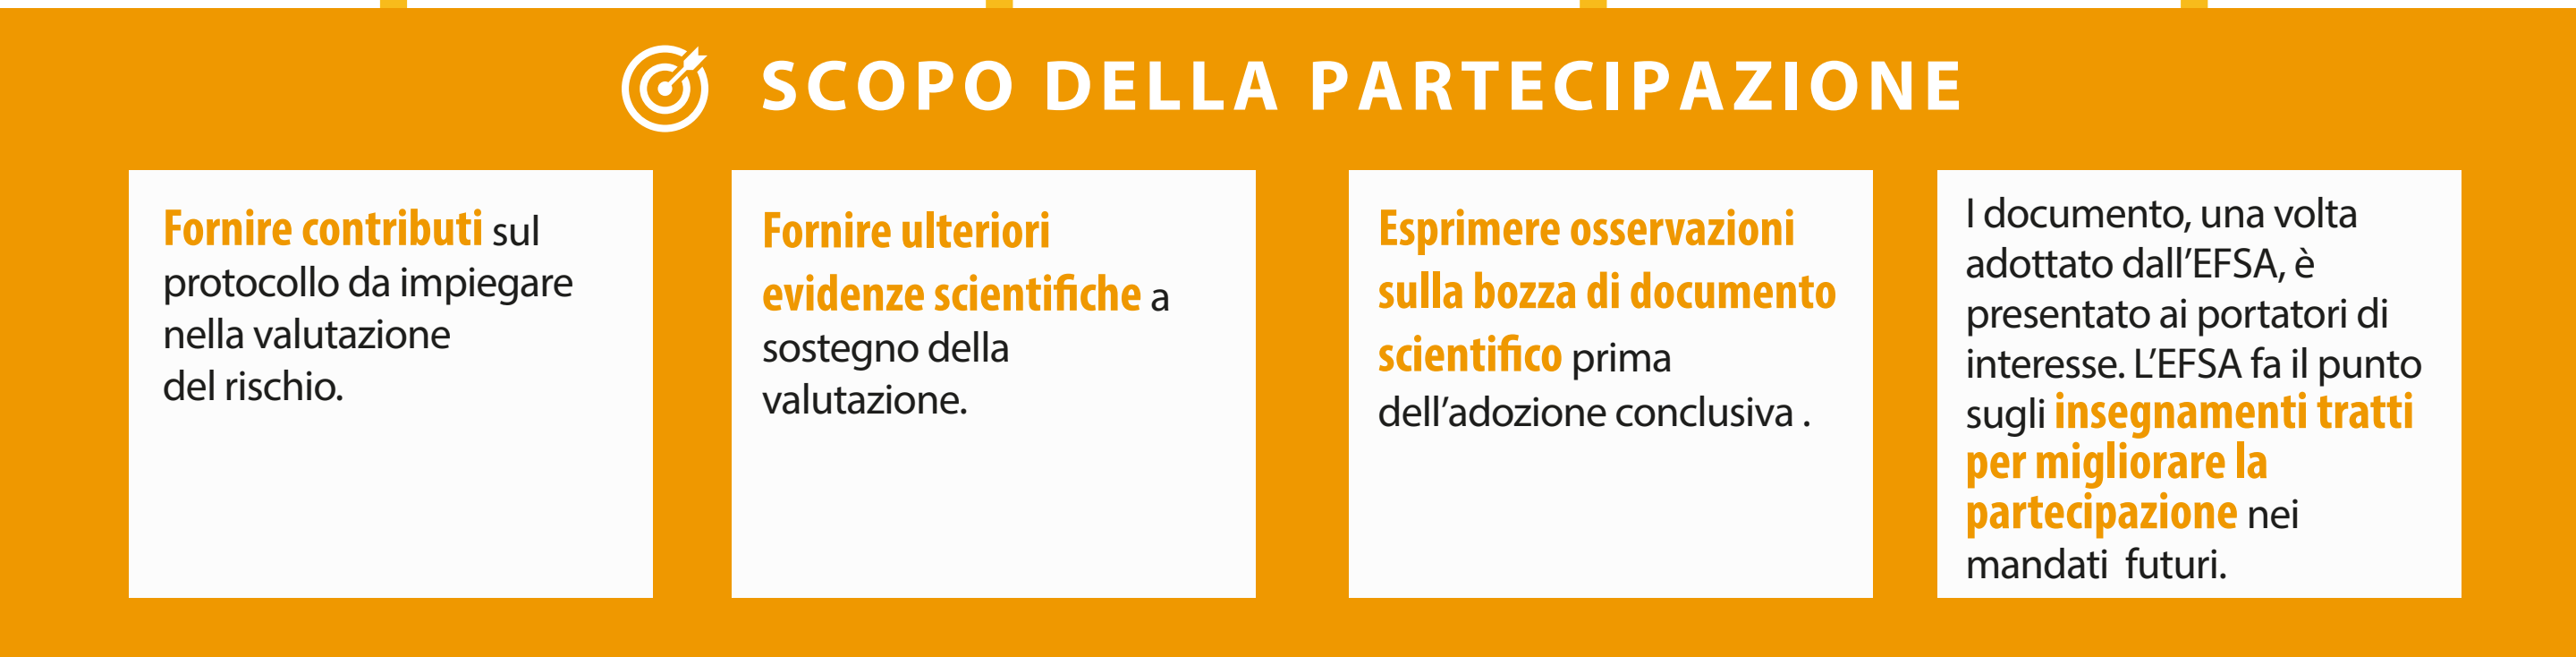 SCOPO DELLA PARTECIPAZIONE
Fornire contributi sul
protocollo da impiegare
nella valutazione
del rischio.
Fornire ulteriori
evidenze scientifiche a
sostegno della
valutazione.
Esprimere osservazioni
sulla bozza di documento
scientifico prima
dell’adozione conclusiva .
I documento, una volta
adottato dall’EFSA, è
presentato ai portatori di
interesse. L’EFSA fa il punto
sugli insegnamenti tratti
per migliorare la
partecipazione nei
mandati  futuri.